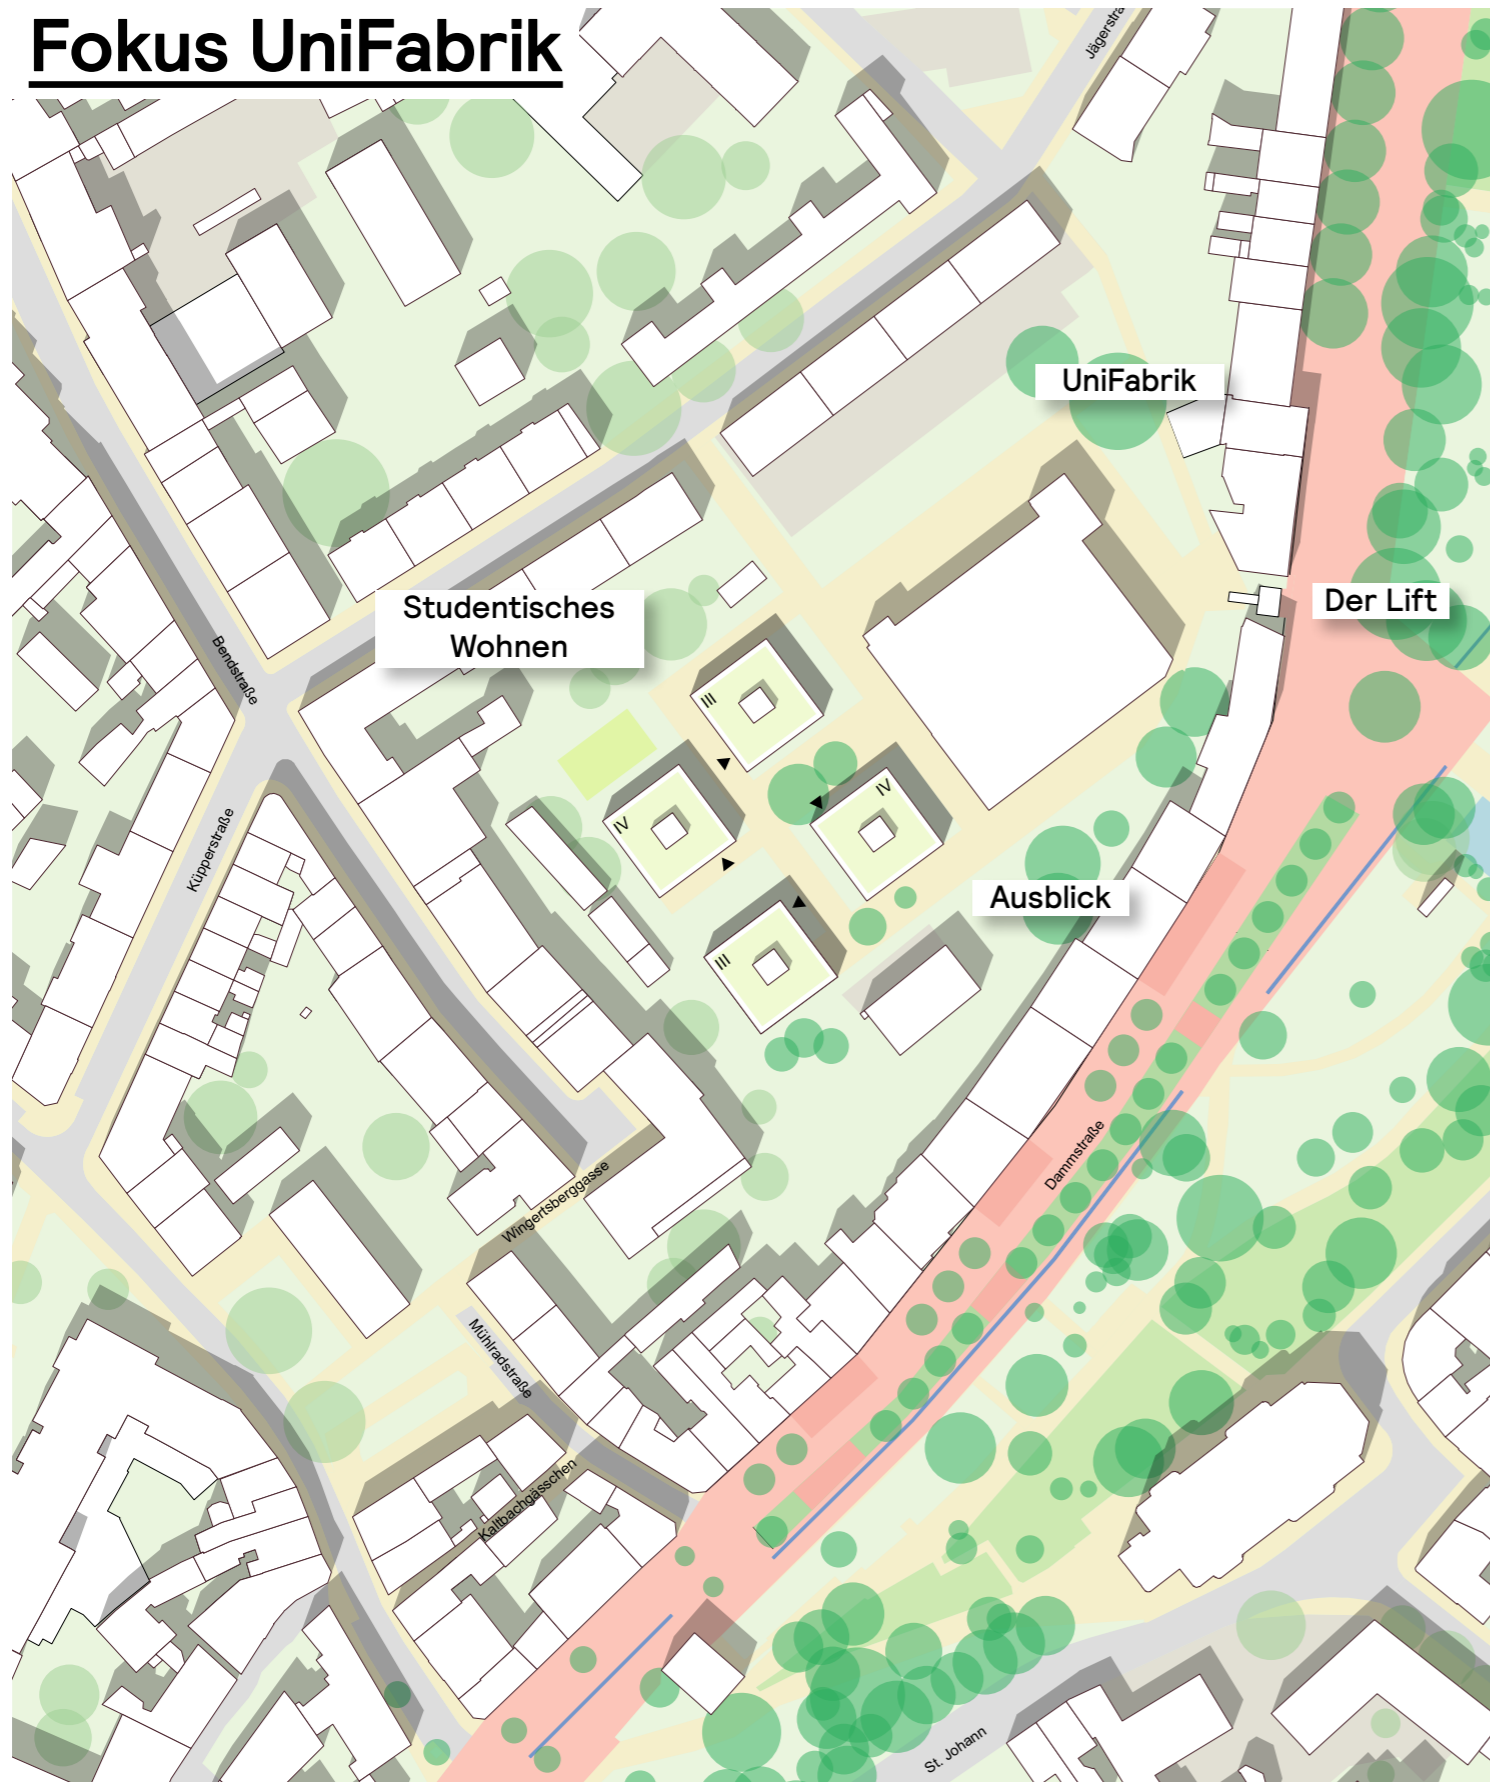 Fokus UniFabrik
Jägerstra
UniFabrik
Studentisches
Wohnen
Der Lift
Bendstraße
III
IV
IV
Küpperstraße
Ausblick
III
Dammstraße
Wingertsberggasse
Mühlradstraße
Kaltbachgässchen
St. Johann